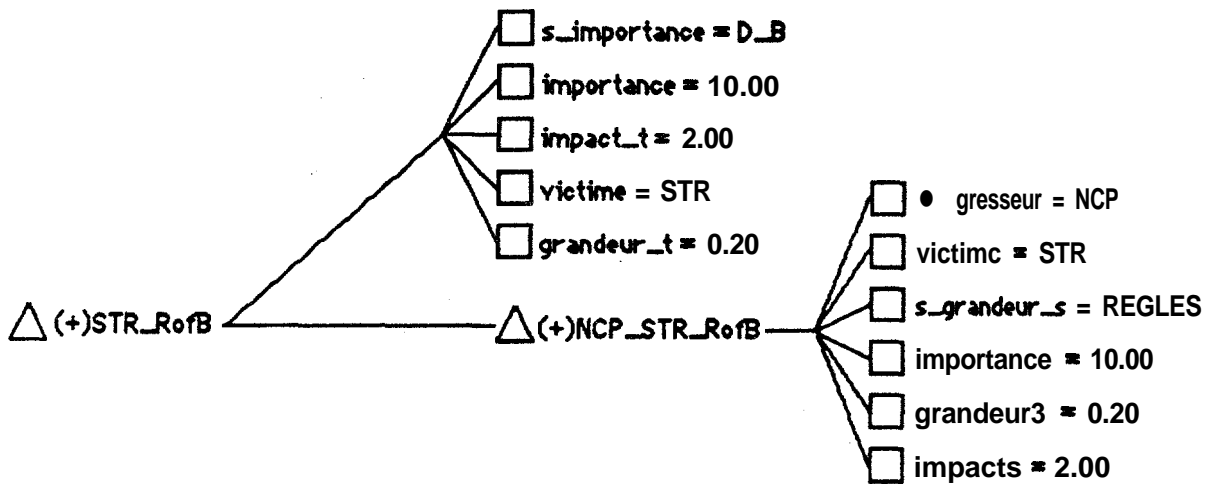 s_importance = D_B
importance = 10.00
impact_t = 2.00
victime = STR
grandeur_t = 0.20
(+)STR_RofB
(+)NCP_STR_RofB
• gresseur = NCP
victimc = STR
s_grandeur_s = REGLES
importance = 10.00
grandeur3 = 0.20
impacts = 2.00